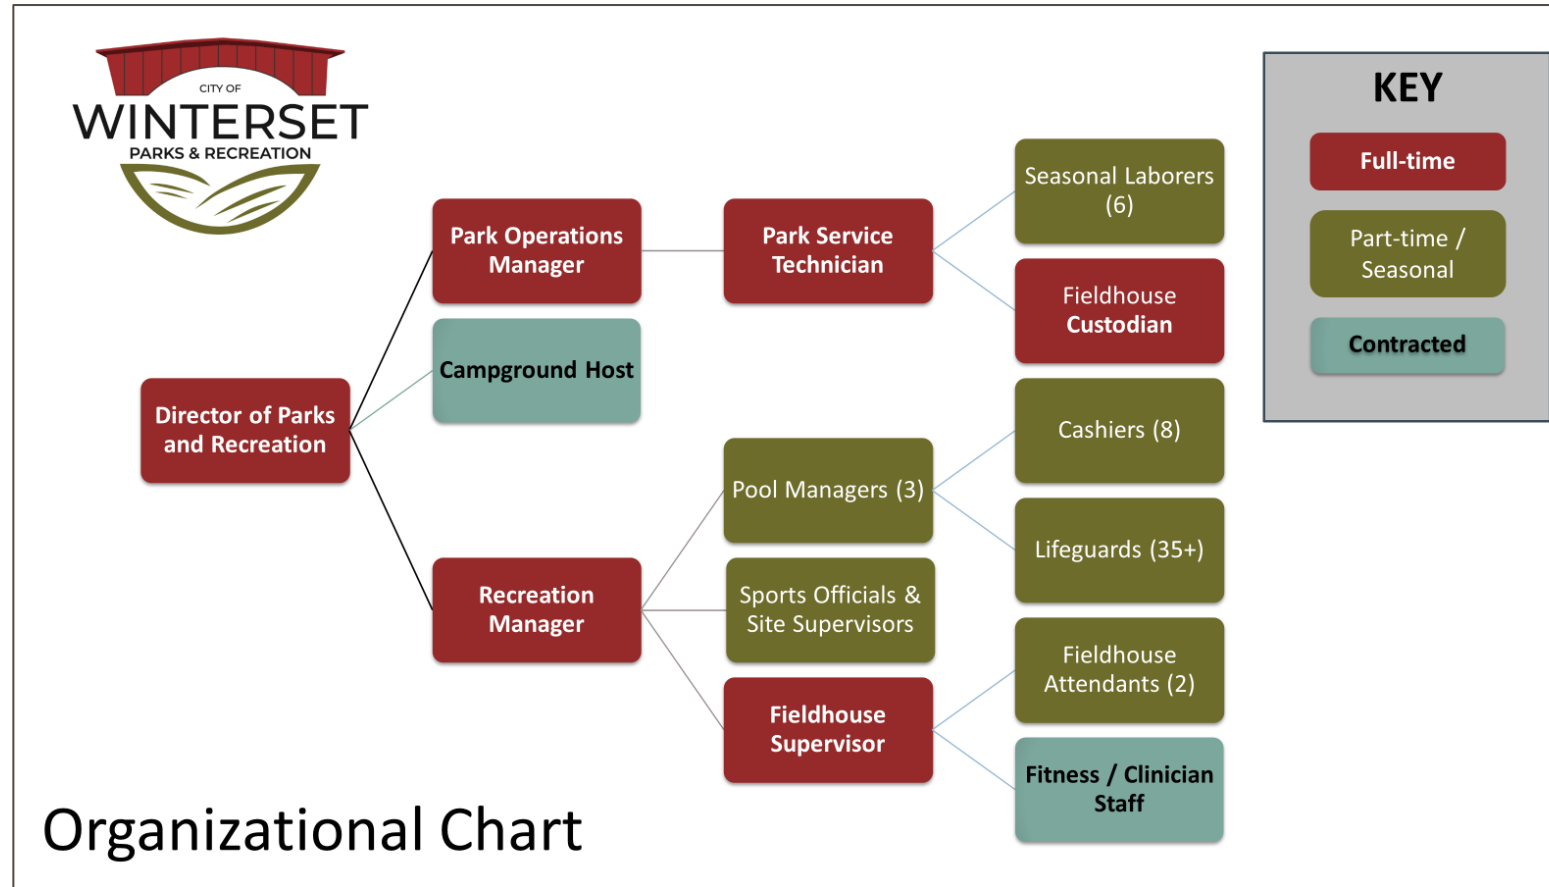 CITY OF
WINTERSET
PARKS & RECREATION
KEY
Full-time
Part-time /
Seasonal
Contracted
Director of Parks
and Recreation
Park Operations
Manager
Campground Host
Recreation
Manager
Park Service
Technician
Pool Managers (3)
Sports Officials &
Site Supervisors
Fieldhouse
Supervisor
Seasonal Laborers
(6)
Fieldhouse
Custodian
Cashiers (8)
Lifeguards (35+)
Fieldhouse
Attendants (2)
Fitness / Clinician
Staff
Organizational Chart